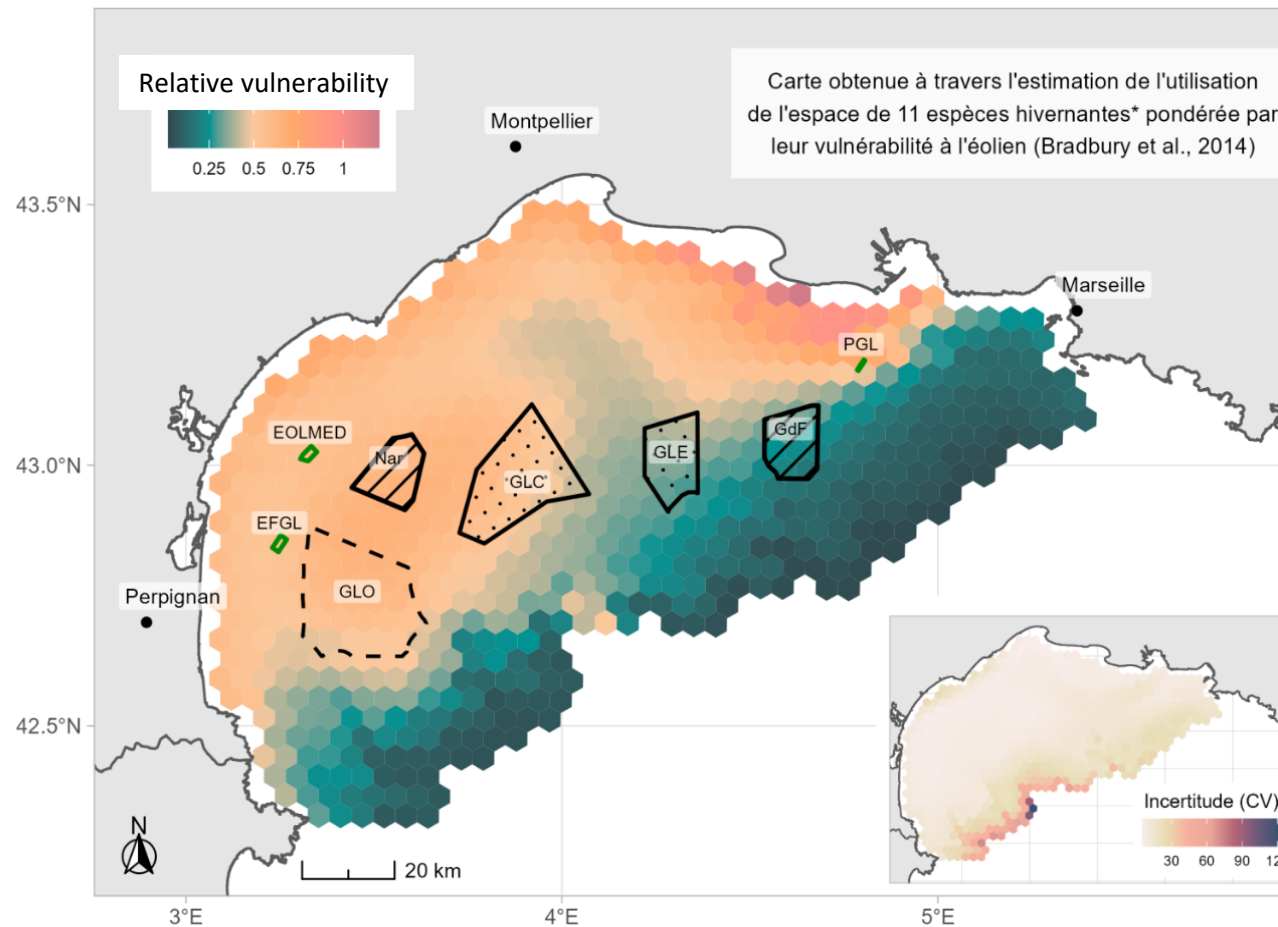 Relative vulnerability
0.25 0.5 0.75 1
Carte obtenue à travers l'estimation de l'utilisation
de l'espace de 11 espèces hivernantes* pondérée par
leur vulnérabilité à l'éolien (Bradbury et al., 2014)
Montpellier
43.5°N
Marseille
PGL
EOLMED
Nar
GdF
GLE
43.0°N
GLC
EFGL
GLO
Perpignan
42.5°N
Incertitude (CV)
30 60 90 12
N
20 km
3°E 4°E 5°E